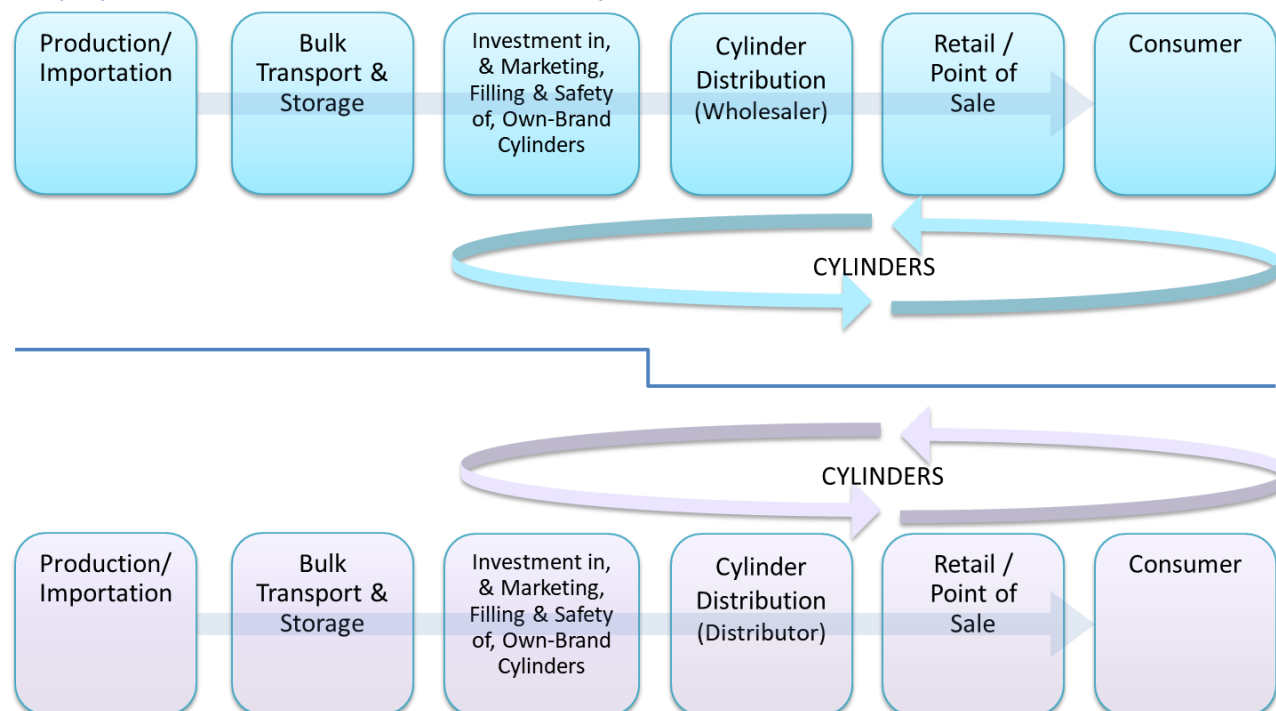 Production/
Importation
Bulk
Transport &
Storage
Investment in,
& Marketing,
Filling & Safety
of, Own-Brand
Cylinders
Cylinder
Distribution
(Wholesaler)
Retail /
Point of
Sale
Consumer
CYLINDERS
CYLINDERS
Production/
Importation
Bulk
Transport &
Storage
Investment in,
& Marketing,
Filling & Safety
of, Own-Brand
Cylinders
Cylinder
Distribution
(Distributor)
Retail /
Point of
Sale
Consumer